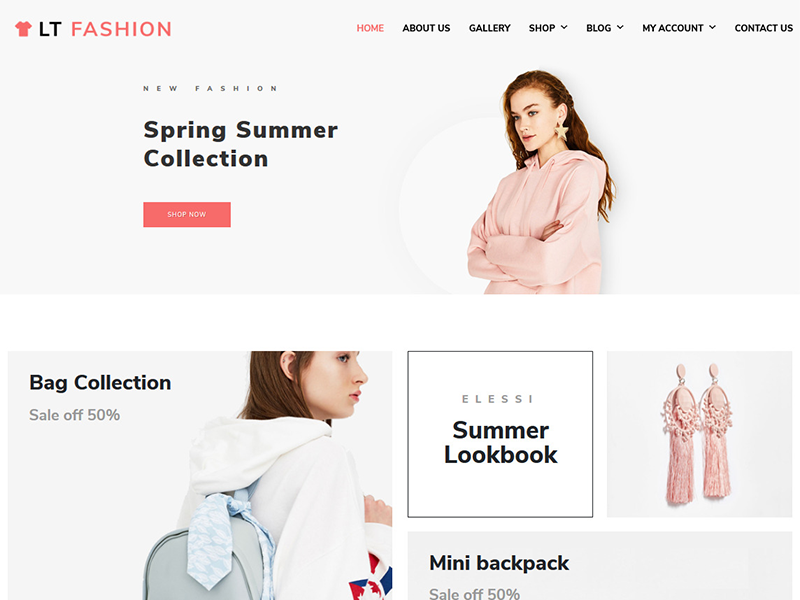 LT FASHION
HOME ABOUT US GALLERY SHOP BLOG MY ACCOUNT CONTACT US
NEW FASHION
Spring Summer
Collection
SHOP NOW
Bag Collection
Sale off 50%
ELESSI
Summer
Lookbook
Mini backpack
Sale off 50%